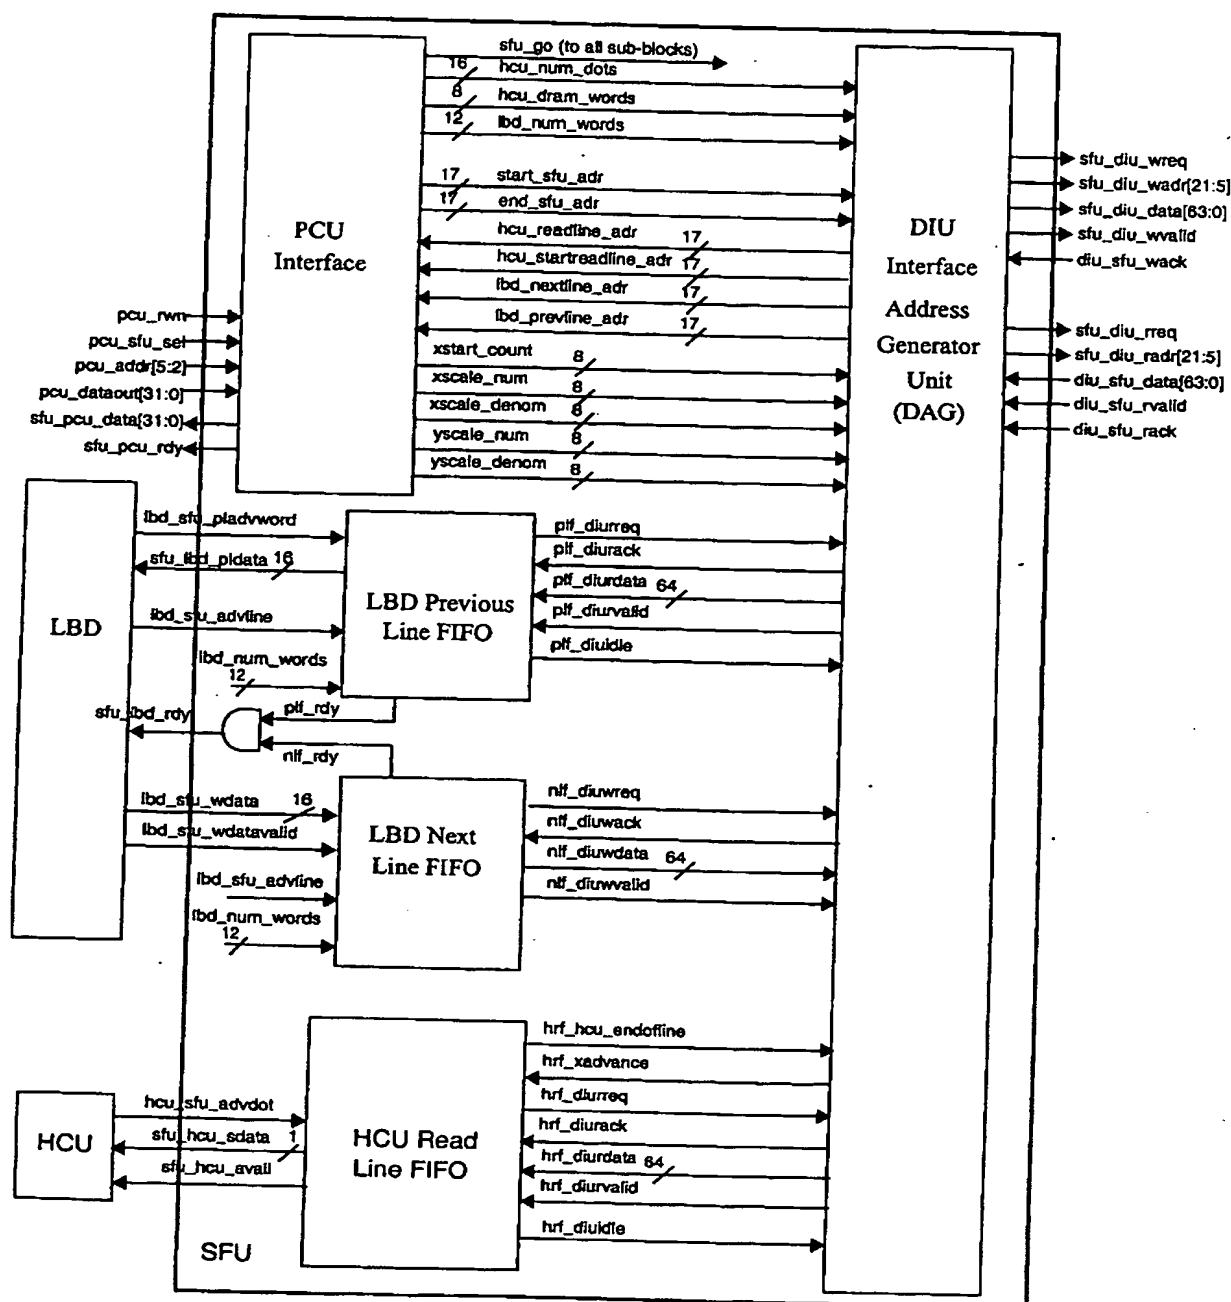 sfu_go (to all sub-blocks)
16 hcu_num_dots
8 hcu_dram_words
12 lbd_num_words
17 start_sfu_adr
17 end_sfu_adr
hcu_readline_adr 17
hcu_startreadline_adr 17
lbd_nextline_adr 17
lbd_prevline_adr 17
xstart_count 8
xscale_num 8
xscale_denom 8
yscale_num 8
yscale_denom 8
PCU
Interface
pcu_rwn
pcu_sfu_sel
pcu_addr[5:2]
pcu_dataout[31:0]
sfu_pcu_data[31:0]
sfu_pcu_rdy
DIU
Interface
Address
Generator
Unit
(DAG)
sfu_diu_wreq
sfu_diu_wadr[21:5]
sfu_diu_data[63:0]
sfu_diu_wvalid
diu_sfu_wack
sfu_diu_rreq
sfu_diu_radr[21:5]
diu_sfu_data[63:0]
diu_sfu_rvalid
diu_sfu_rack
LBD
lbd_sfu_pladvword
sfu_lbd_pldata 16
lbd_sfu_advline
lbd_num_words
12
LBD Previous
Line FIFO
plf_diurreq
plf_diurack
plf_diurdata 64
plf_diurvalid
plf_diuidle
sfu_lbd_rdy
plf_rdy
nlf_rdy
lbd_sfu_wdata 16
lbd_sfu_wdatavalid
lbd_sfu_advline
lbd_num_words
12
LBD Next
Line FIFO
nlf_diuwreq
nlf_diuwack
nlf_diuwdata 64
nlf_diuwvalid
HCU
hcu_sfu_advdot
sfu_hcu_sdata 1
sfu_hcu_avail
HCU Read
Line FIFO
hrf_hcu_endofline
hrf_xadvance
hrf_diurreq
hrf_diurack
hrf_diurdata 64
hrf_diurvalid
hrf_diuidle
SFU